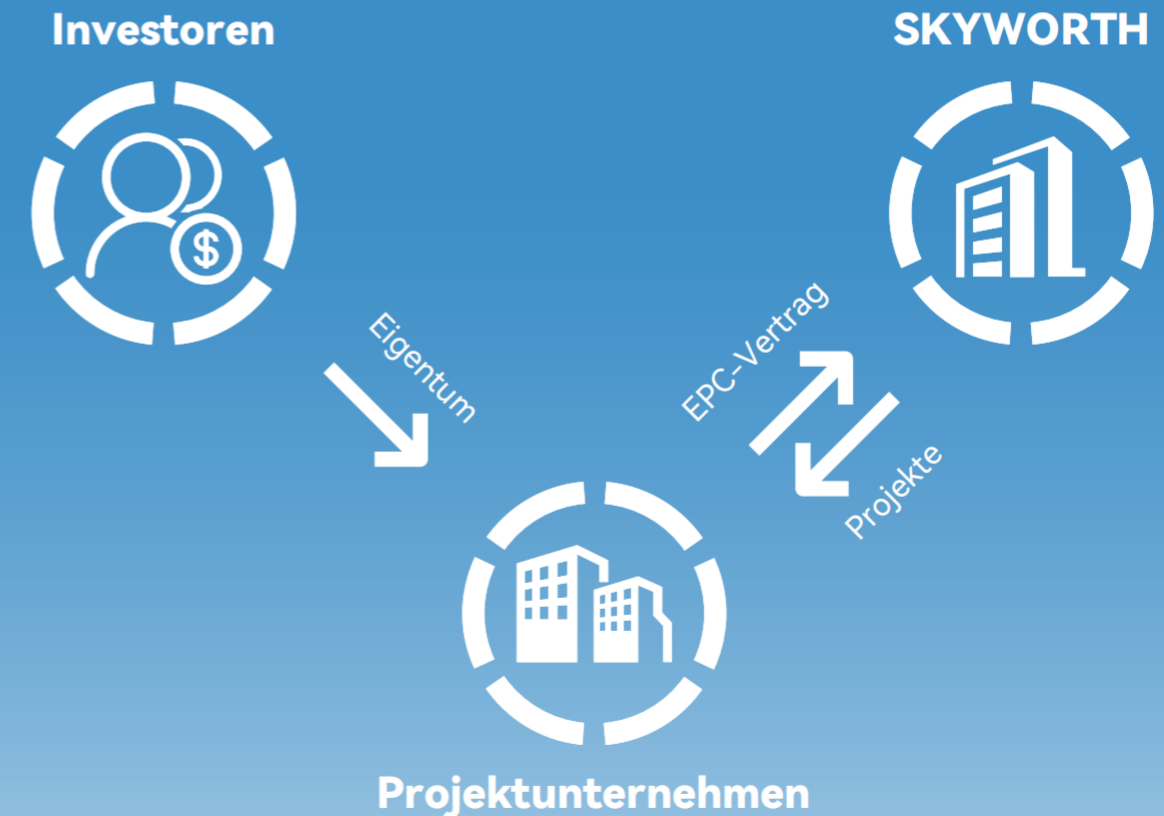 Investoren
SKYWORTH
$
Eigentum
EPC-Vertrag
Projekte
Projektunternehmen